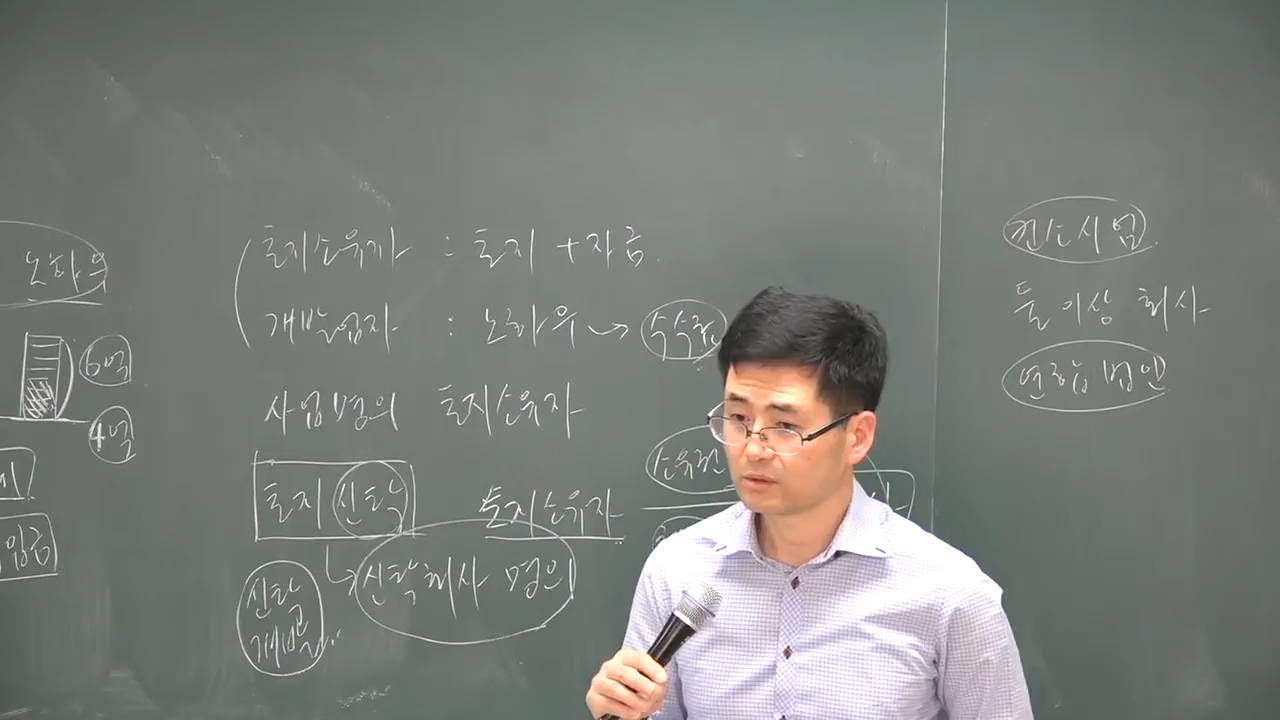 노하우
6억
4억
토지소유자 : 토지 + 자금
개발업자 : 노하우 → 수수료
사업명의 토지소유자
토지신탁 토지소유자
소유권
신탁회사 명의
신탁
개발
컨소시엄
둘 이상 회사
연합법인